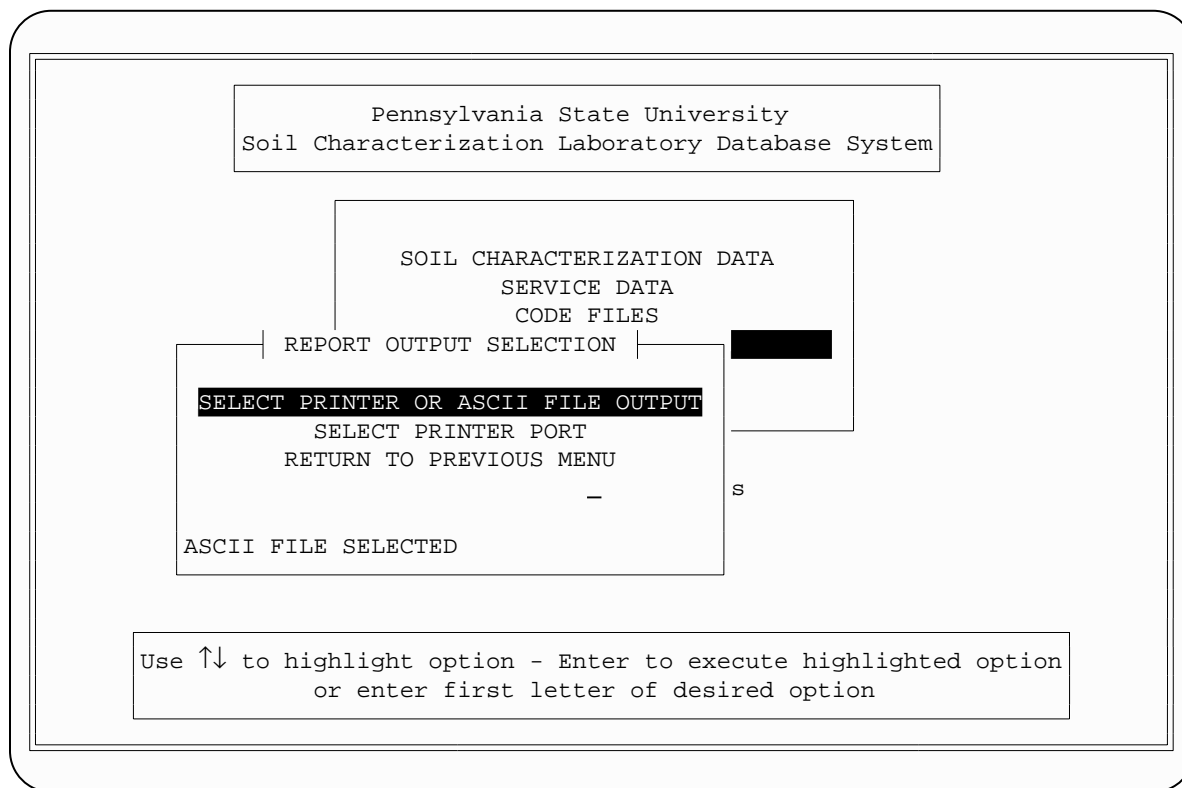 Pennsylvania State University
Soil Characterization Laboratory Database System
SOIL CHARACTERIZATION DATA
SERVICE DATA
CODE FILES
REPORT OUTPUT SELECTION
SELECT PRINTER OR ASCII FILE OUTPUT
SELECT PRINTER PORT
RETURN TO PREVIOUS MENU
s
ASCII FILE SELECTED
Use ↑↓ to highlight option - Enter to execute highlighted option
or enter first letter of desired option